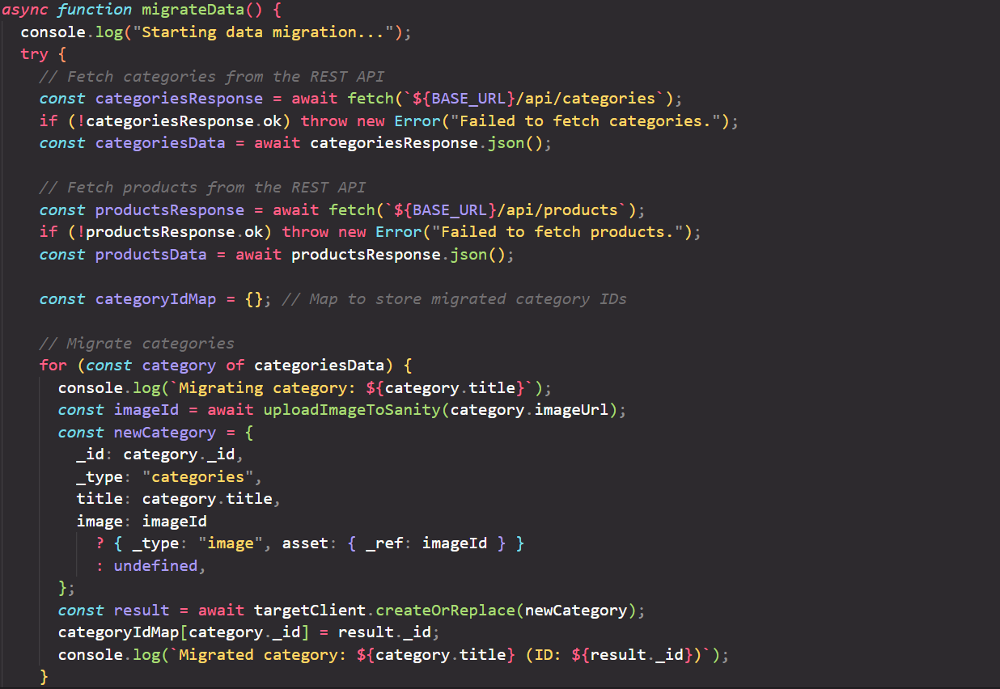 async function migrateData() {
  console.log("Starting data migration...");
  try {
    // Fetch categories from the REST API
    const categoriesResponse = await fetch(`${BASE_URL}/api/categories`);
    if (!categoriesResponse.ok) throw new Error("Failed to fetch categories.");
    const categoriesData = await categoriesResponse.json();

    // Fetch products from the REST API
    const productsResponse = await fetch(`${BASE_URL}/api/products`);
    if (!productsResponse.ok) throw new Error("Failed to fetch products.");
    const productsData = await productsResponse.json();

    const categoryIdMap = {}; // Map to store migrated category IDs

    // Migrate categories
    for (const category of categoriesData) {
      console.log(`Migrating category: ${category.title}`);
      const imageId = await uploadImageToSanity(category.imageUrl);
      const newCategory = {
        _id: category._id,
        _type: "categories",
        title: category.title,
        image: imageId
          ? { _type: "image", asset: { _ref: imageId } }
          : undefined,
      };
      const result = await targetClient.createOrReplace(newCategory);
      categoryIdMap[category._id] = result._id;
      console.log(`Migrated category: ${category.title} (ID: ${result._id})`);
    }